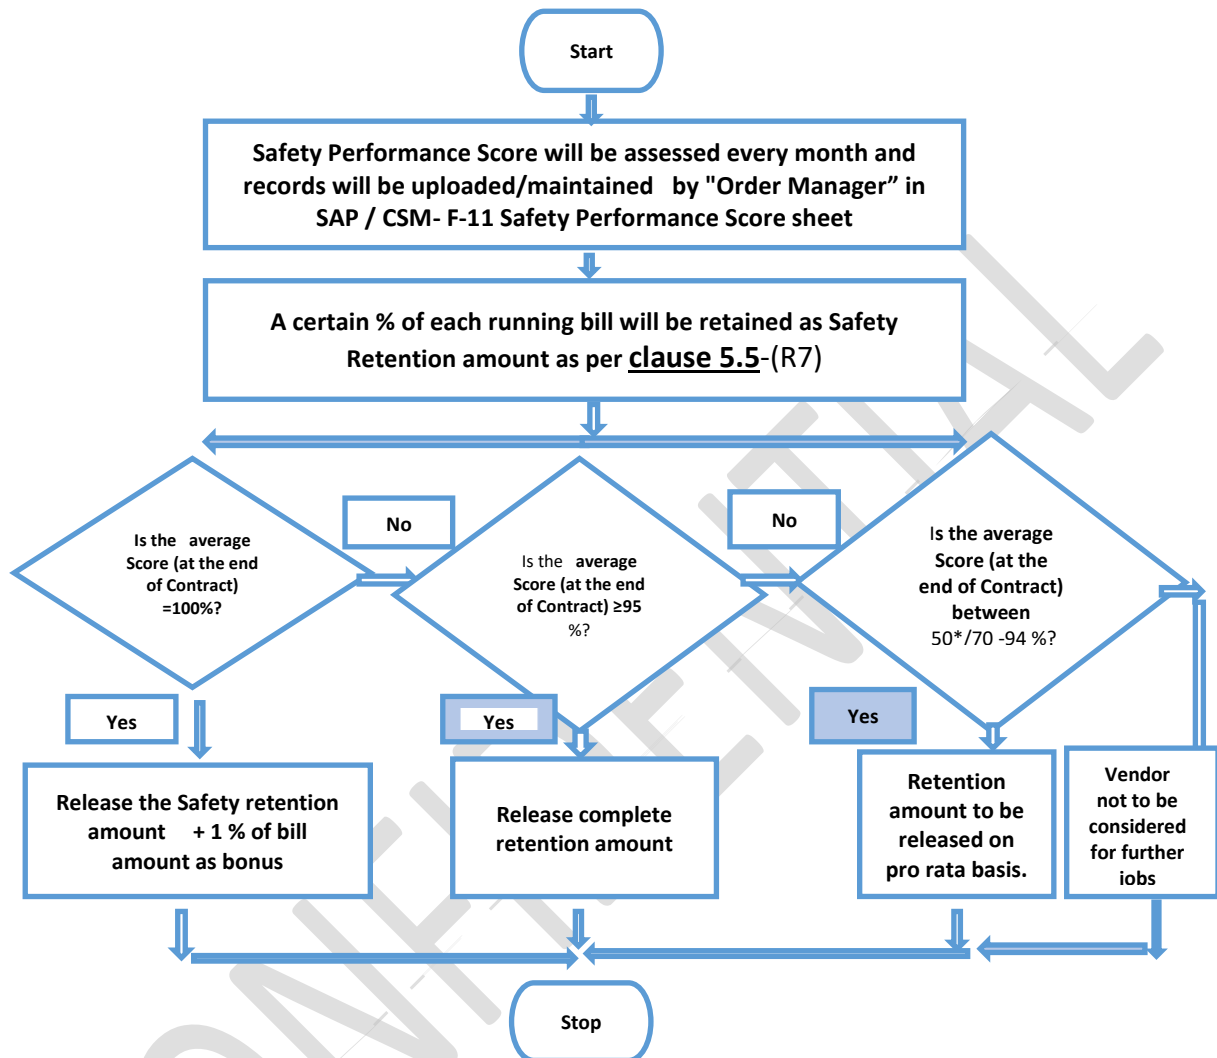 Start
Safety Performance Score will be assessed every month and
records will be uploaded/maintained by "Order Manager” in
SAP / CSM- F-11 Safety Performance Score sheet
A certain % of each running bill will be retained as Safety
Retention amount as per clause 5.5-(R7)
Is the average
Score (at the end
of Contract)
=100%?
No
Is the average
Score (at the end
of Contract) ≥95
%?
No
Is the average
Score (at the
end of Contract)
between
50*/70 -94 %?
Yes
Yes
Yes
Release the Safety retention
amount + 1 % of bill
amount as bonus
Release complete
retention amount
Retention
amount to be
released on
pro rata basis.
Vendor
not to be
considered
for further
iobs
Stop
CONFIDENTIAL